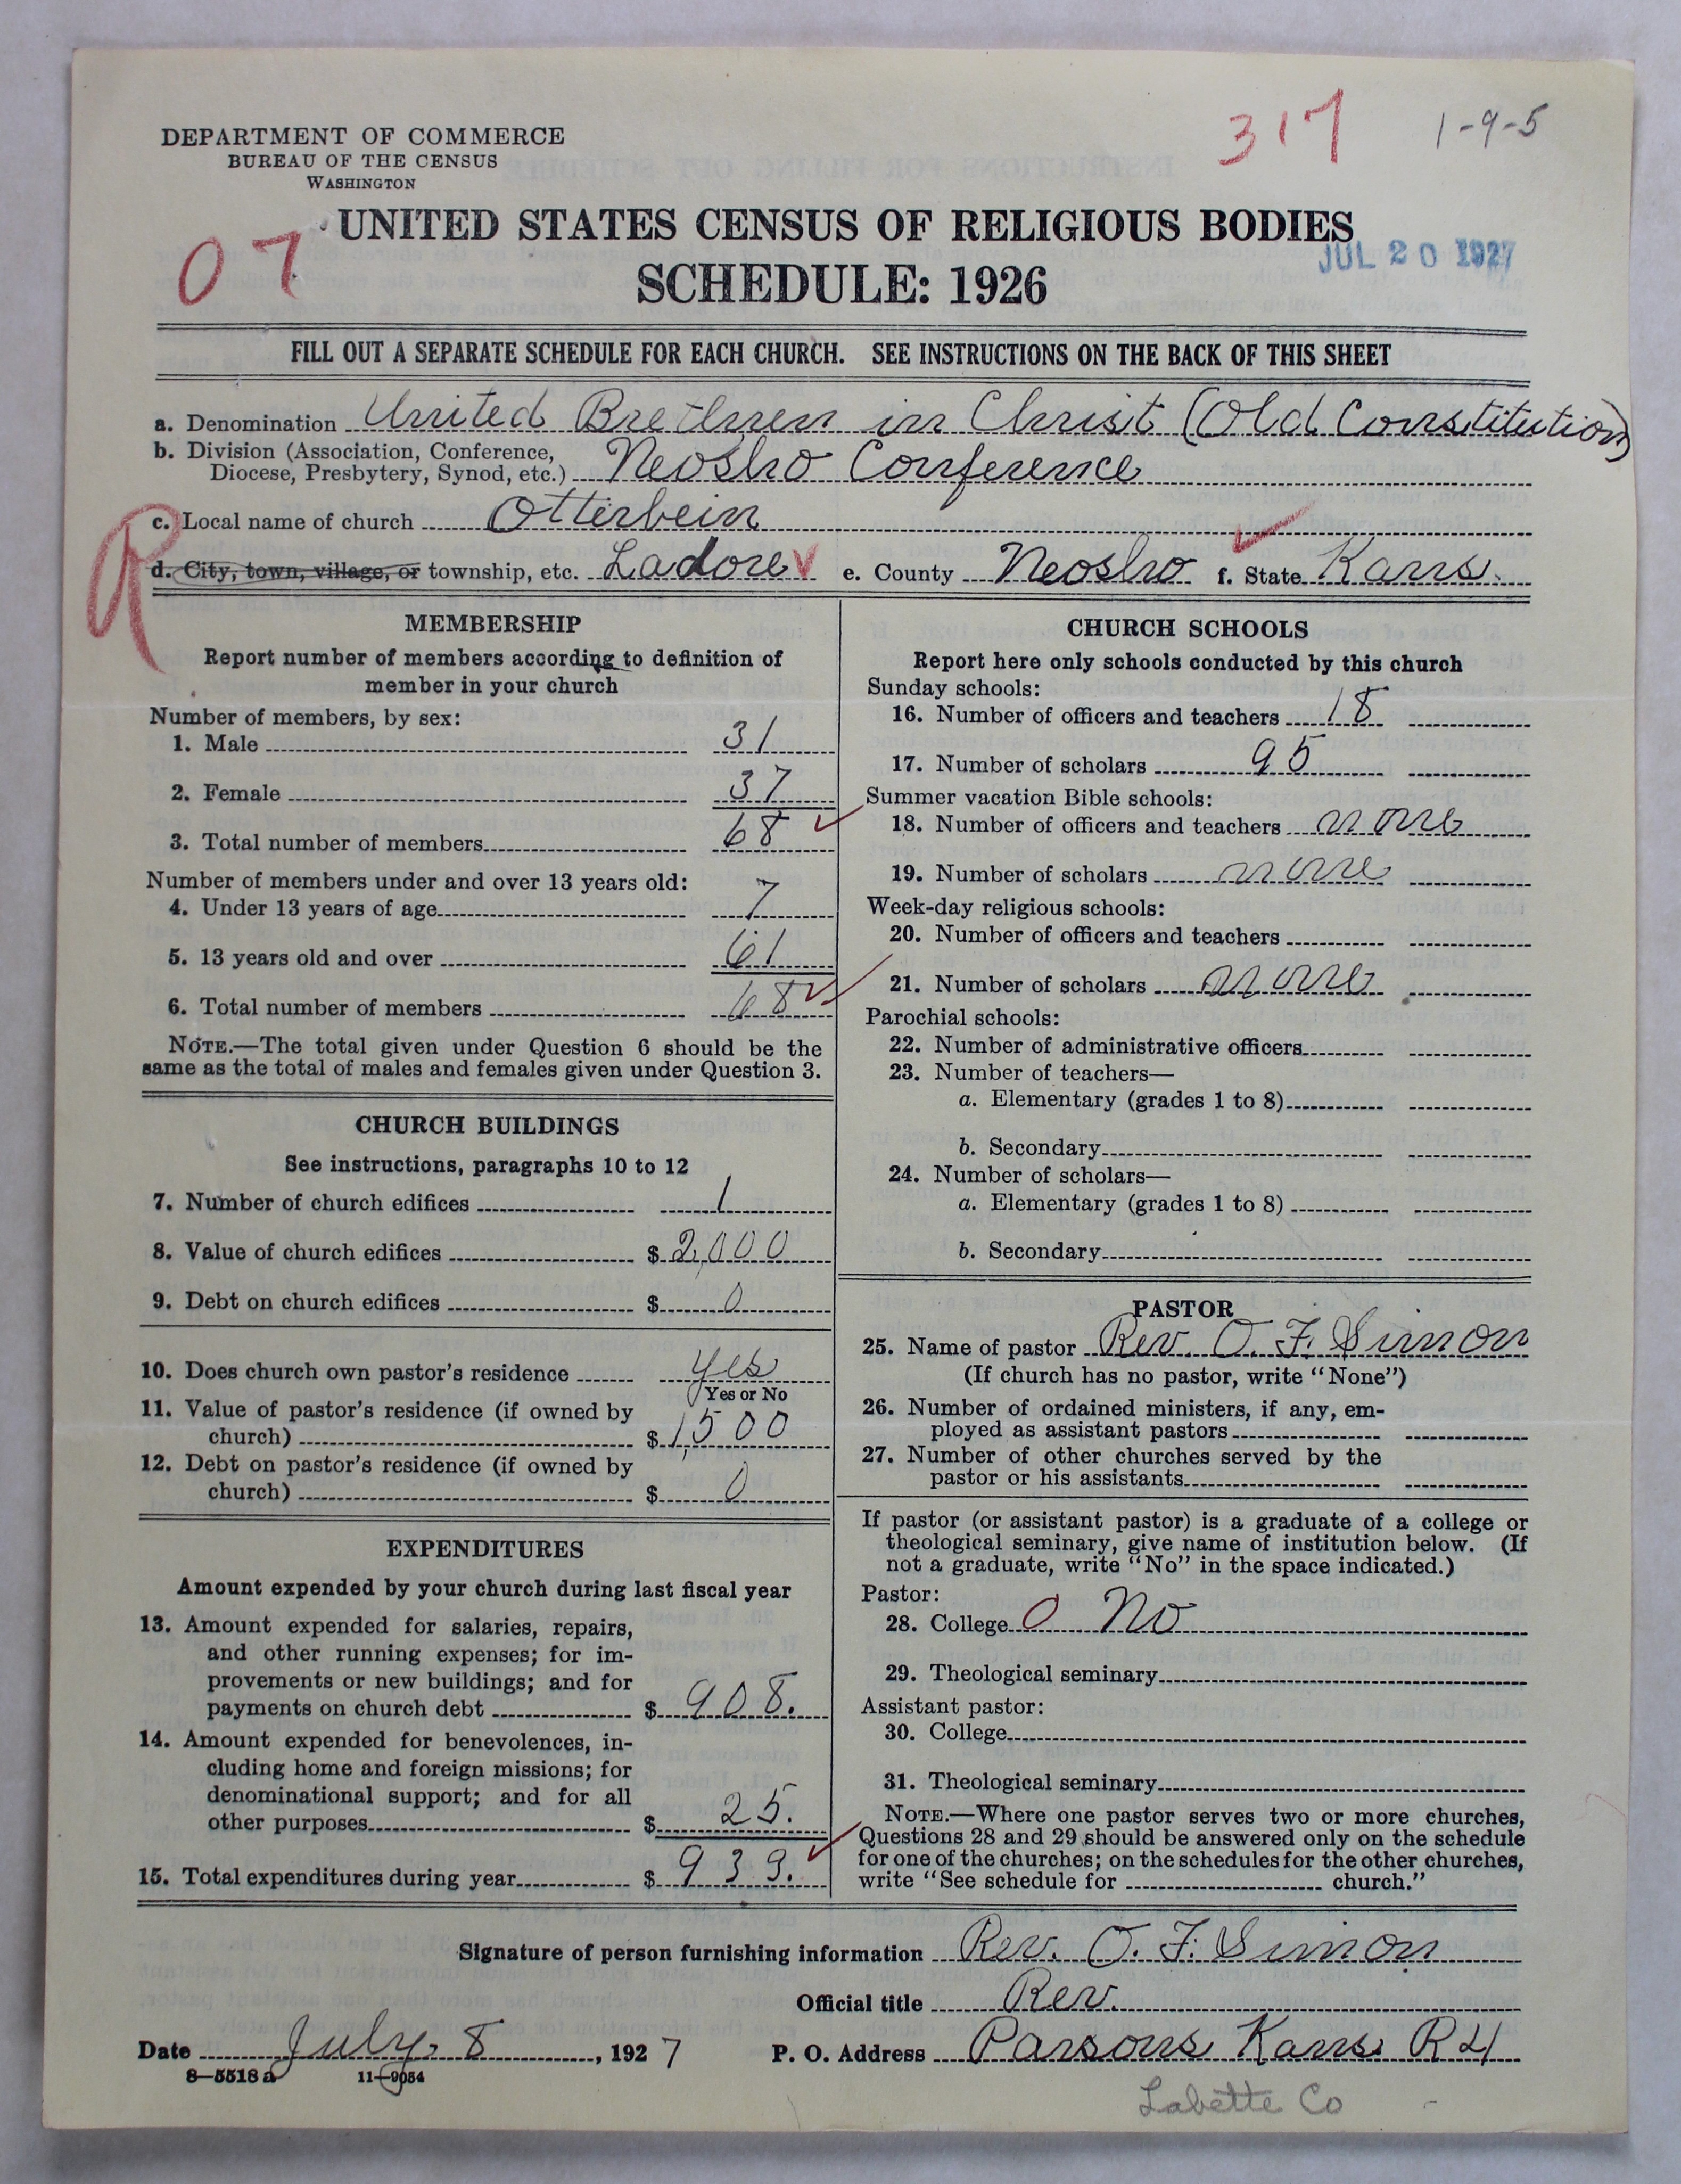 317 1-9-5
DEPARTMENT OF COMMERCE
BUREAU OF THE CENSUS
WASHINGTON
UNITED STATES CENSUS OF RELIGIOUS BODIES
07
JUL 20 1927
SCHEDULE: 1926
FILL OUT A SEPARATE SCHEDULE FOR EACH CHURCH. SEE INSTRUCTIONS ON THE BACK OF THIS SHEET
a. Denomination United Brethren in Christ (Old Constitution)
b. Division (Association, Conference,
Diocese, Presbytery, Synod, etc.) Neosho Conference
c. Local name of church Otterbein
R
d. City, town, village, or township, etc. Ladore e. County Neosho f. State Kans.
MEMBERSHIP
Report number of members according to definition of
member in your church
Number of members, by sex:
1. Male 31
2. Female 37
3. Total number of members 68
Number of members under and over 13 years old:
4. Under 13 years of age 7
5. 13 years old and over 61
6. Total number of members 68
NOTE.—The total given under Question 6 should be the
same as the total of males and females given under Question 3.
CHURCH BUILDINGS
See instructions, paragraphs 10 to 12
7. Number of church edifices 1
8. Value of church edifices $ 2,000
9. Debt on church edifices $ 0
10. Does church own pastor's residence yes
Yes or No
11. Value of pastor's residence (if owned by
church) $ 1,500
12. Debt on pastor's residence (if owned by
church) $ 0
EXPENDITURES
Amount expended by your church during last fiscal year
13. Amount expended for salaries, repairs,
and other running expenses; for im-
provements or new buildings; and for
payments on church debt $ 908.
14. Amount expended for benevolences, in-
cluding home and foreign missions; for
denominational support; and for all
other purposes $ 25.
15. Total expenditures during year $ 933.
CHURCH SCHOOLS
Report here only schools conducted by this church
Sunday schools:
16. Number of officers and teachers 18
17. Number of scholars 95
Summer vacation Bible schools:
18. Number of officers and teachers none
19. Number of scholars none
Week-day religious schools:
20. Number of officers and teachers
21. Number of scholars none
Parochial schools:
22. Number of administrative officers
23. Number of teachers—
a. Elementary (grades 1 to 8)
b. Secondary
24. Number of scholars—
a. Elementary (grades 1 to 8)
b. Secondary
PASTOR
25. Name of pastor Rev. O. F. Simon
(If church has no pastor, write "None")
26. Number of ordained ministers, if any, em-
ployed as assistant pastors
27. Number of other churches served by the
pastor or his assistants
If pastor (or assistant pastor) is a graduate of a college or
theological seminary, give name of institution below. (If
not a graduate, write "No" in the space indicated.)
Pastor:
28. College 0 No
29. Theological seminary
Assistant pastor:
30. College
31. Theological seminary
NOTE.—Where one pastor serves two or more churches,
Questions 28 and 29 should be answered only on the schedule
for one of the churches; on the schedules for the other churches,
write "See schedule for church."
Signature of person furnishing information Rev. O. F. Simon
Official title Rev.
Date July 8, 1927 P. O. Address Parsons Kans. R 4
8—5518a 11—9054
Labette Co